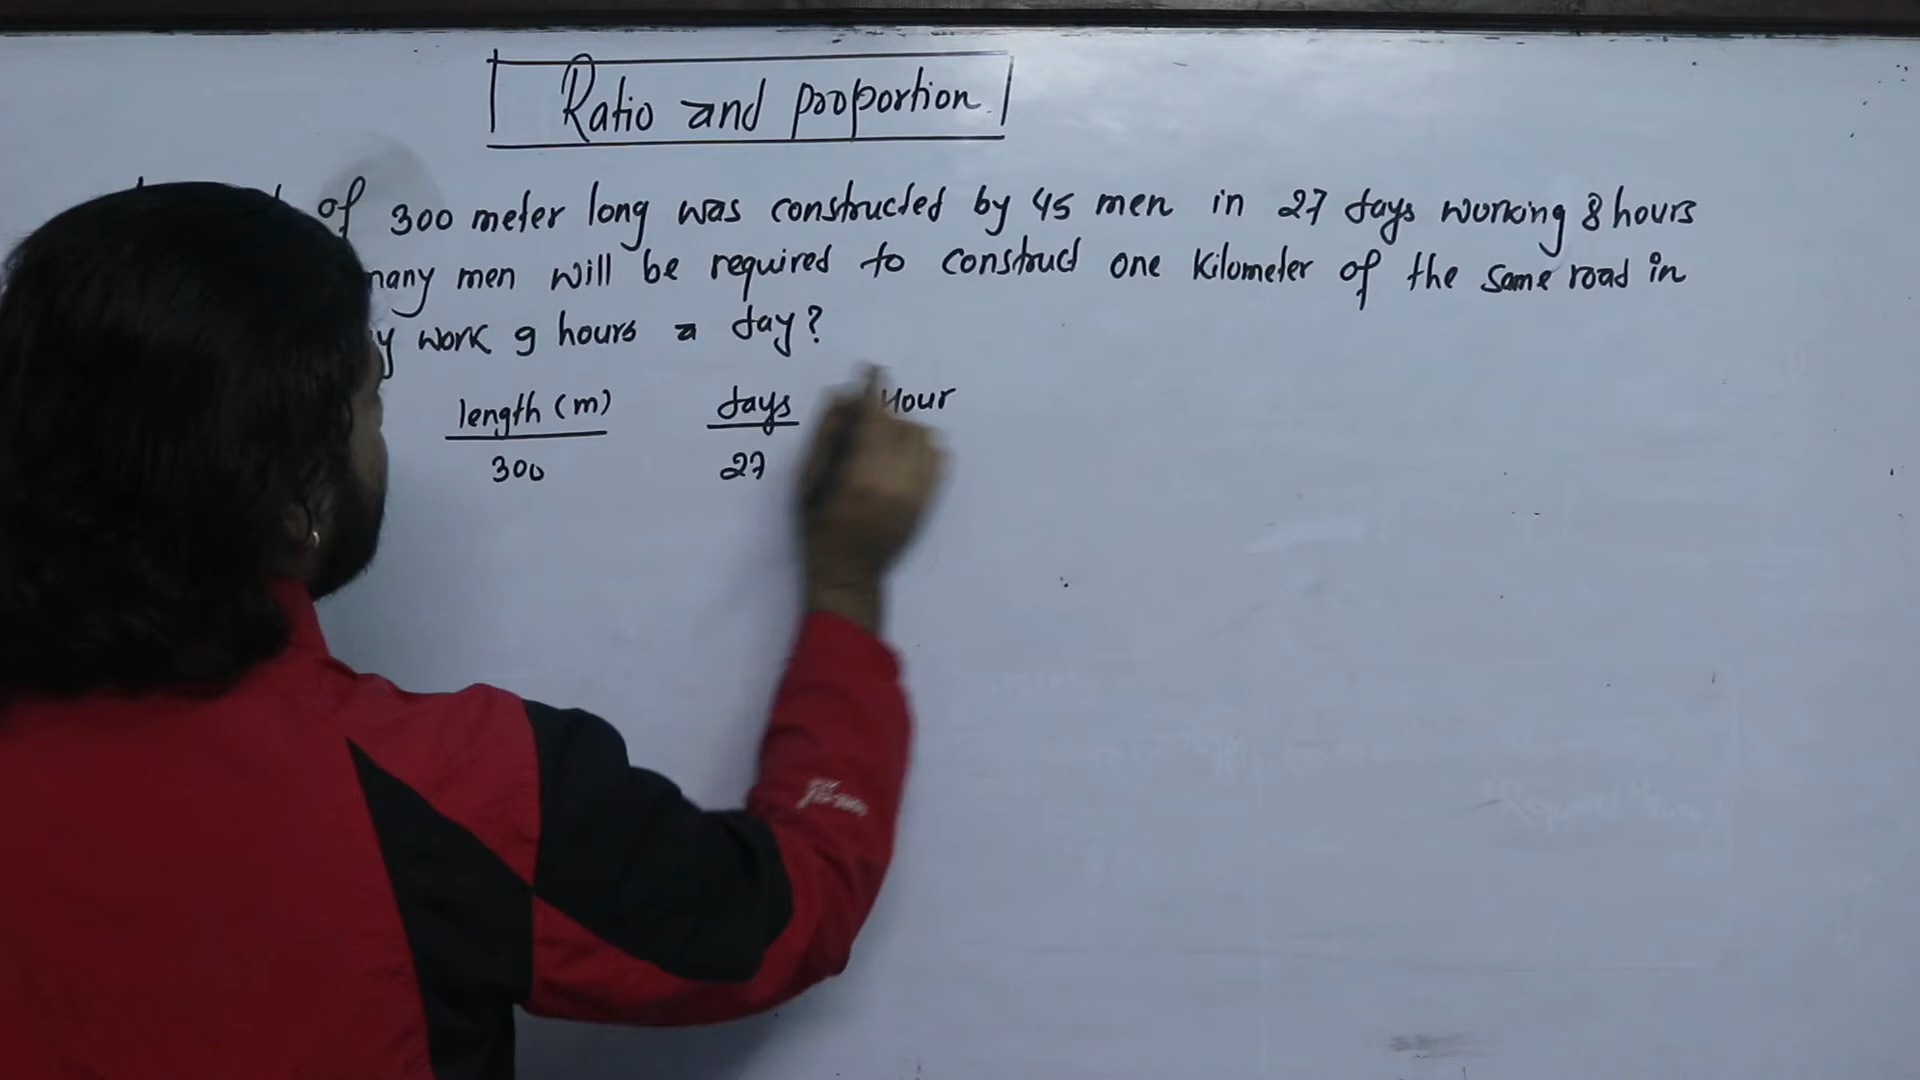 Ratio and proportion
of 300 meter long was constructed by 45 men in 27 days working 8 hours
many men will be required to construct one kilometer of the same road in
work 9 hours a day?
length (m) days Hour
300 27